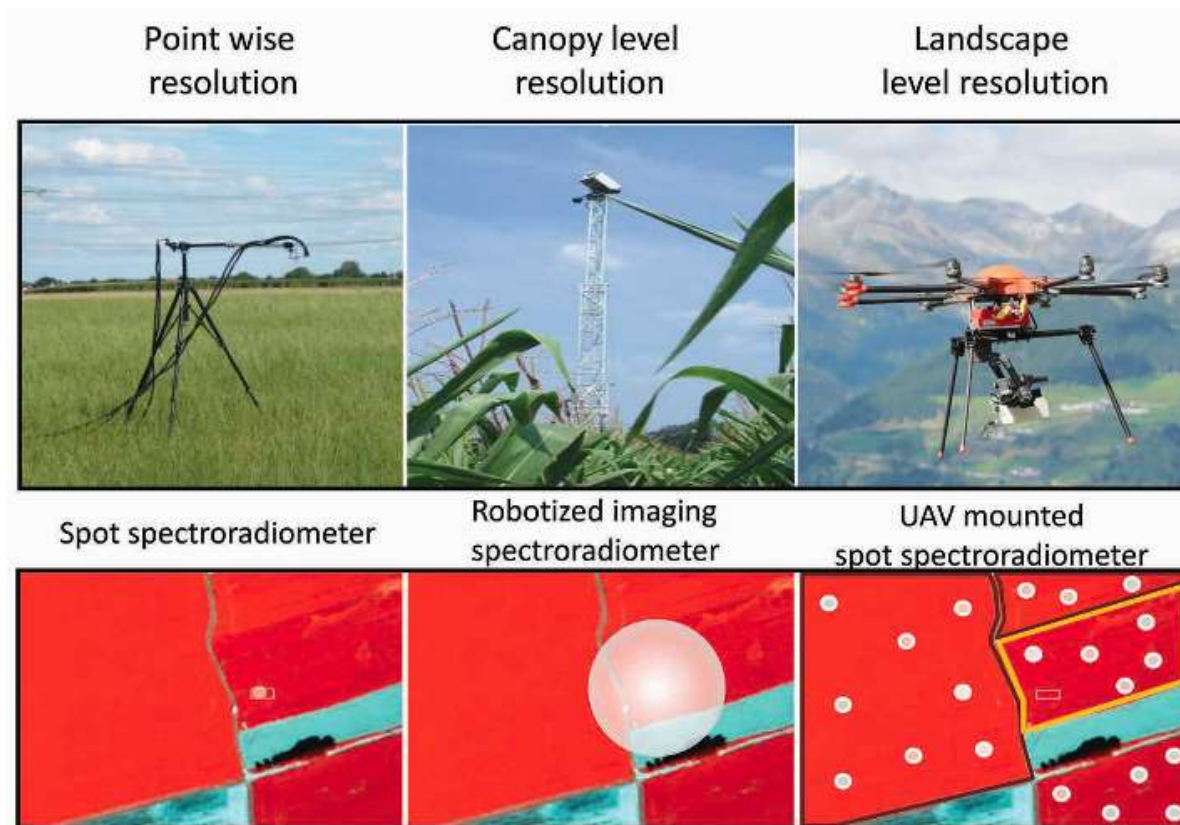 Point wise
resolution
Canopy level
resolution
Landscape
level resolution
Spot spectroradiometer
Robotized imaging
spectroradiometer
UAV mounted
spot spectroradiometer